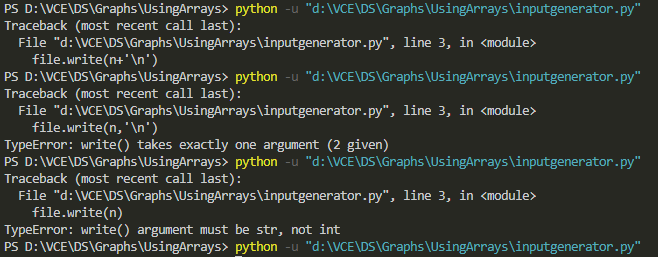 PS D:\VCE\DS\Graphs\UsingArrays> python -u "d:\VCE\DS\Graphs\UsingArrays\inputgenerator.py"
Traceback (most recent call last):
  File "d:\VCE\DS\Graphs\UsingArrays\inputgenerator.py", line 3, in <module>
    file.write(n+'\n')
PS D:\VCE\DS\Graphs\UsingArrays> python -u "d:\VCE\DS\Graphs\UsingArrays\inputgenerator.py"
Traceback (most recent call last):
  File "d:\VCE\DS\Graphs\UsingArrays\inputgenerator.py", line 3, in <module>
    file.write(n,'\n')
TypeError: write() takes exactly one argument (2 given)
PS D:\VCE\DS\Graphs\UsingArrays> python -u "d:\VCE\DS\Graphs\UsingArrays\inputgenerator.py"
Traceback (most recent call last):
  File "d:\VCE\DS\Graphs\UsingArrays\inputgenerator.py", line 3, in <module>
    file.write(n)
TypeError: write() argument must be str, not int
PS D:\VCE\DS\Graphs\UsingArrays> python -u "d:\VCE\DS\Graphs\UsingArrays\inputgenerator.py"